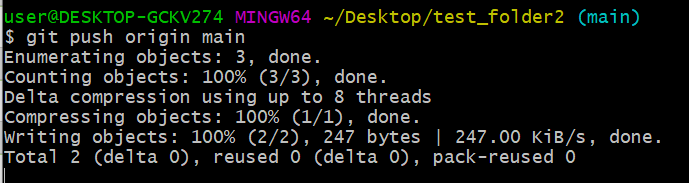 user@DESKTOP-GCKV274 MINGW64 ~/Desktop/test_folder2 (main)
$ git push origin main
Enumerating objects: 3, done.
Counting objects: 100% (3/3), done.
Delta compression using up to 8 threads
Compressing objects: 100% (1/1), done.
Writing objects: 100% (2/2), 247 bytes | 247.00 KiB/s, done.
Total 2 (delta 0), reused 0 (delta 0), pack-reused 0